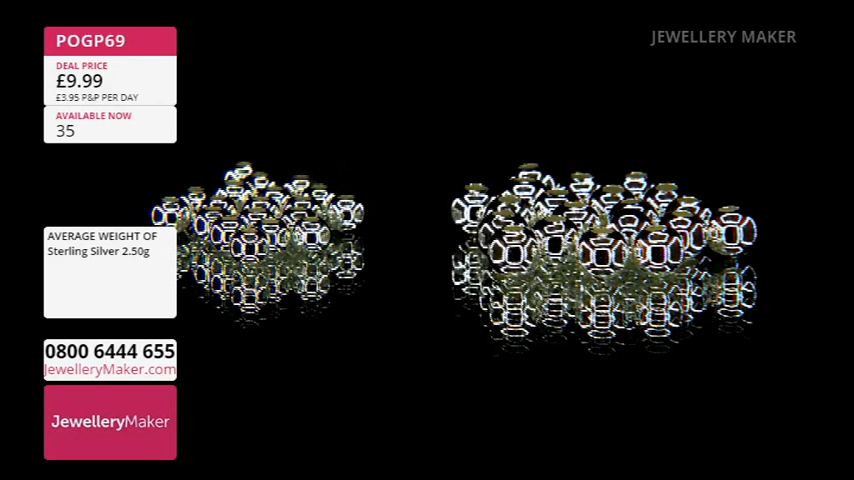 POGP69
DEAL PRICE
£9.99
£3.95 P&P PER DAY
AVAILABLE NOW
35
JEWELLERY MAKER
AVERAGE WEIGHT OF
Sterling Silver 2.50g
0800 6444 655
JewelleryMaker.com
JewelleryMaker